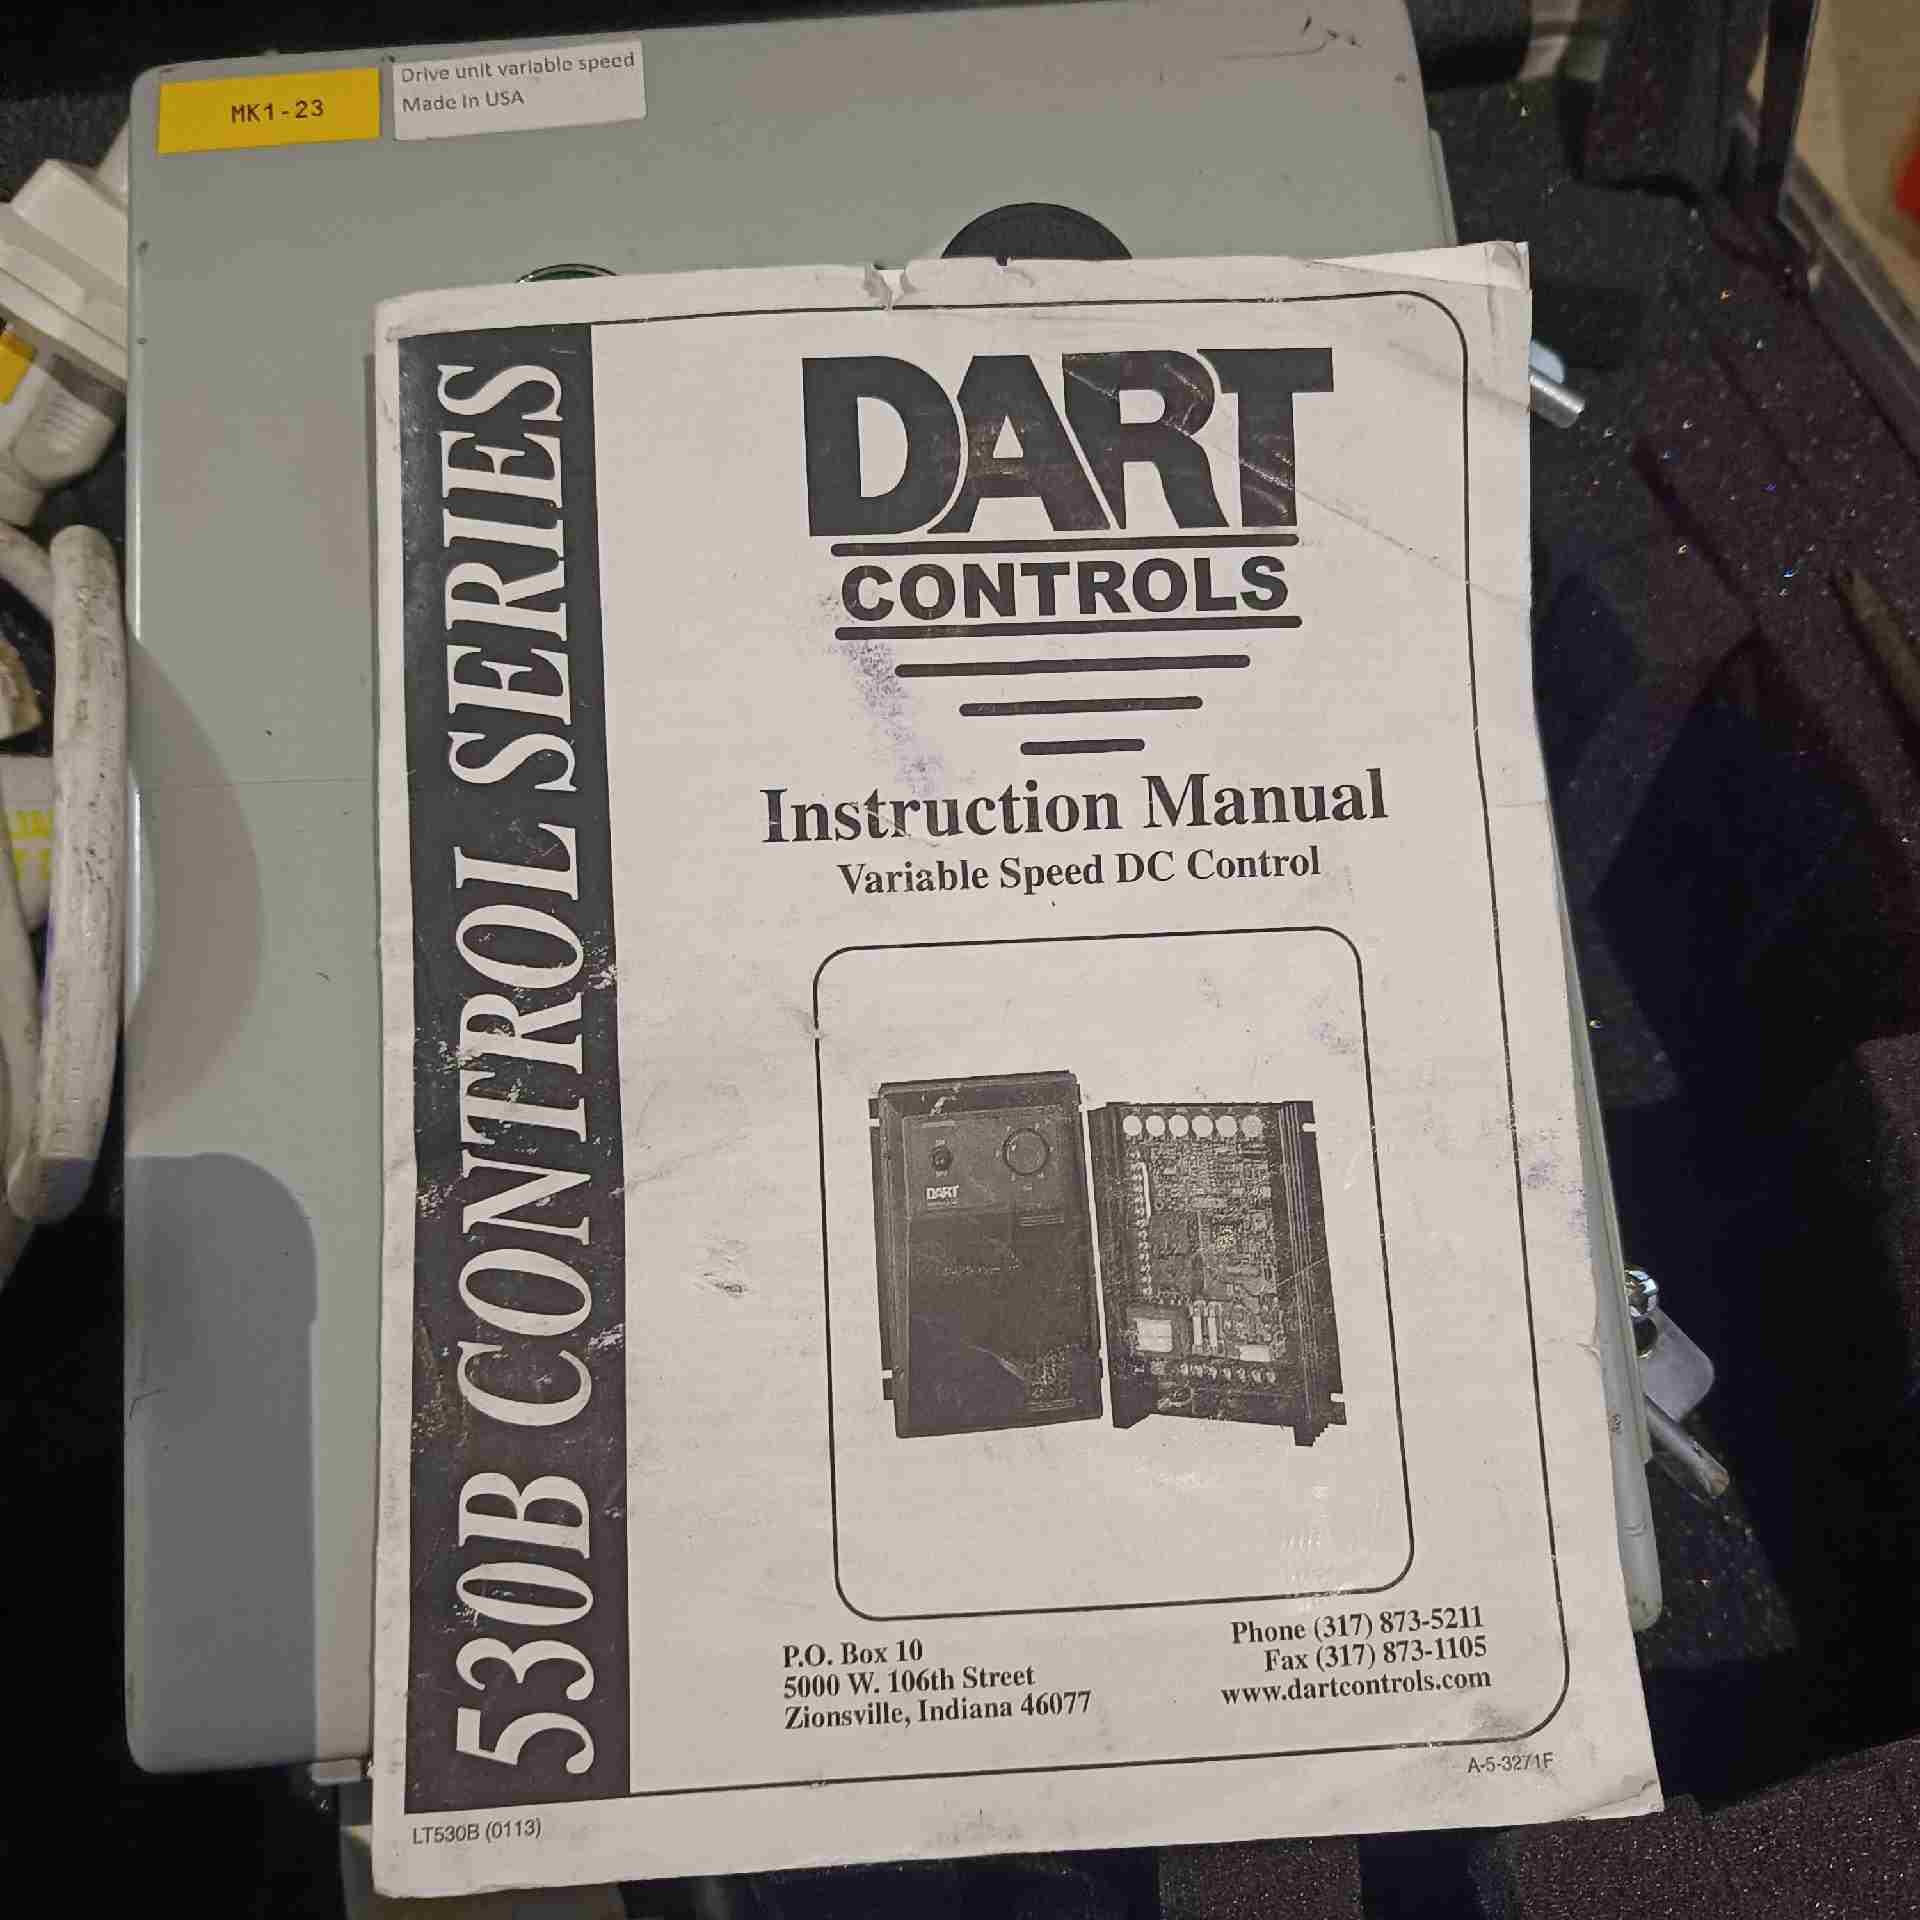 MK1-23
Drive unit variable speed
Made In USA
530B CONTROL SERIES
DART
CONTROLS
Instruction Manual
Variable Speed DC Control
DART
P.O. Box 10
5000 W. 106th Street
Zionsville, Indiana 46077
Phone (317) 873-5211
Fax (317) 873-1105
www.dartcontrols.com
A-5-3271F
LT530B (0113)